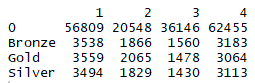 1 2 3 4
0 56809 20548 36146 62455
Bronze 3538 1866 1560 3183
Gold 3559 2065 1478 3064
Silver 3494 1829 1430 3113